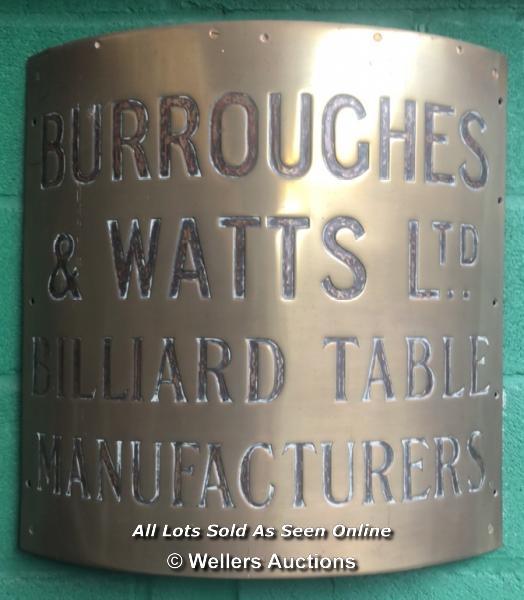 BURROUGHES
& WATTS LTD.
BILLIARD TABLE
MANUFACTURERS.
All Lots Sold As Seen Online
© Wellers Auctions